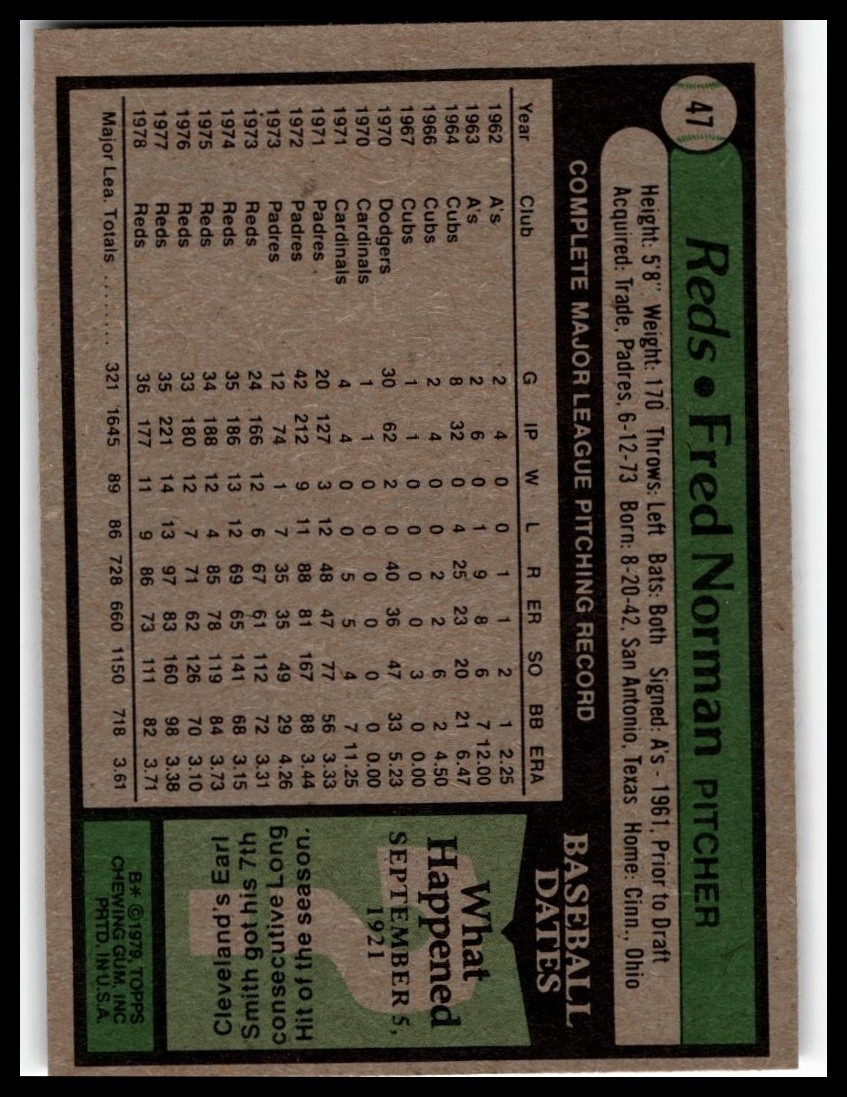 47
Reds • Fred Norman PITCHER
Height: 5'8" Weight: 170 Throws: Left Bats: Both Signed: A's - 1961, Prior to Draft
Acquired: Trade, Padres, 6-12-73 Born: 8-20-42, San Antonio, Texas Home: Cinn., Ohio
COMPLETE MAJOR LEAGUE PITCHING RECORD
Year Club G IP W L R ER SO BB ERA
1962 A's 2 4 0 0 1 1 2 1 2.25
1963 A's 2 6 0 1 9 8 6 7 12.00
1964 Cubs 8 32 0 4 25 23 20 21 6.47
1966 Cubs 2 4 0 0 2 2 6 2 4.50
1967 Cubs 1 1 0 0 0 0 3 0 0.00
1970 Dodgers 30 62 2 0 40 36 47 33 5.23
1970 Cardinals 1 1 0 0 0 0 0 0 0.00
1971 Cardinals 4 4 0 0 5 5 4 7 11.25
1971 Padres 20 127 3 12 48 47 77 56 3.33
1972 Padres 42 212 9 11 88 81 167 88 3.44
1973 Padres 12 74 1 7 35 35 49 29 4.26
1973 Reds 24 166 12 6 67 61 112 72 3.31
1974 Reds 35 186 13 12 69 65 141 68 3.15
1975 Reds 34 188 12 4 85 78 119 84 3.73
1976 Reds 33 180 12 7 71 62 126 70 3.10
1977 Reds 35 221 14 13 97 83 160 98 3.38
1978 Reds 36 177 11 9 86 73 111 82 3.71
Major Lea. Totals ........ 321 1645 89 86 728 660 1150 718 3.61
BASEBALL
DATES
What
Happened
SEPTEMBER 5,
1921
?
Cleveland's Earl
Smith got his 7th
consecutive Long
Hit of the season.
B* ©1979, TOPPS
CHEWING GUM, INC
PRTD. IN U.S.A.